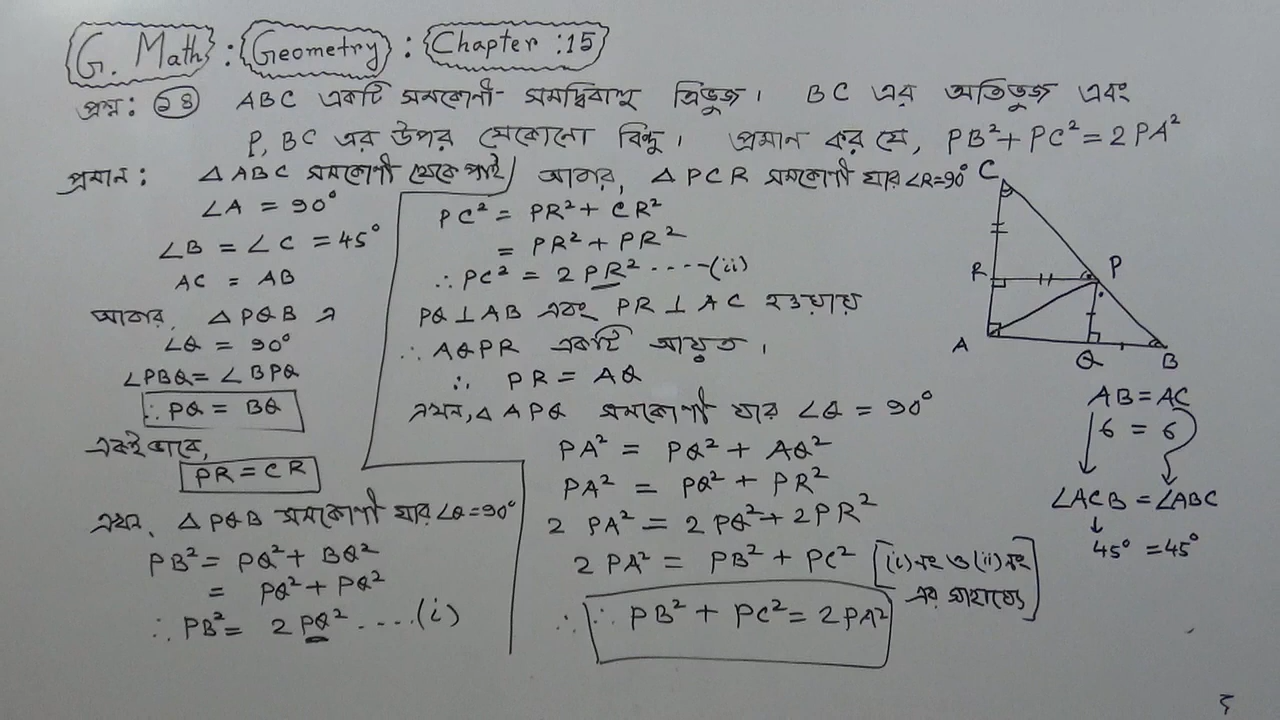 G. Math : Geometry : Chapter :15
প্রশ্ন: ২৪ ABC একটি সমকোণী সমদ্বিবাহু ত্রিভুজ। BC এর অতিভুজ এবং
P, BC এর উপর যেকোনো বিন্দু। প্রমান কর যে, PB² + PC² = 2PA²
প্রমান: △ABC সমকোণী থেকে পাই
∠A = 90°
∠B = ∠C = 45°
AC = AB
আবার, △PQB এ
∠Q = 90°
∠PBQ = ∠BPQ
∴ PQ = BQ
একইভাবে,
PR = CR
এখন, △PQB সমকোণী যার ∠Q = 90°
PB² = PQ² + BQ²
= PQ² + PQ²
∴ PB² = 2PQ² .....(i)
আবার, △PCR সমকোণী যার ∠R=90°
PC² = PR² + CR²
= PR² + PR²
∴ PC² = 2PR² ....-(ii)
PQ⊥AB এবং PR⊥AC হওয়ায়
∴ AQPR একটি আয়ত।
∴ PR = AQ
এখন, △APQ সমকোণী যার ∠Q = 90°
PA² = PQ² + AQ²
PA² = PQ² + PR²
2 PA² = 2PQ² + 2PR²
2 PA² = PB² + PC² [(i) নং ও (ii) নং
এর সাহায্যে]
∴ ∵ PB² + PC² = 2PA²
C
R
P
A
Q
B
AB = AC
6 = 6
∠ACB = ∠ABC
45° = 45°